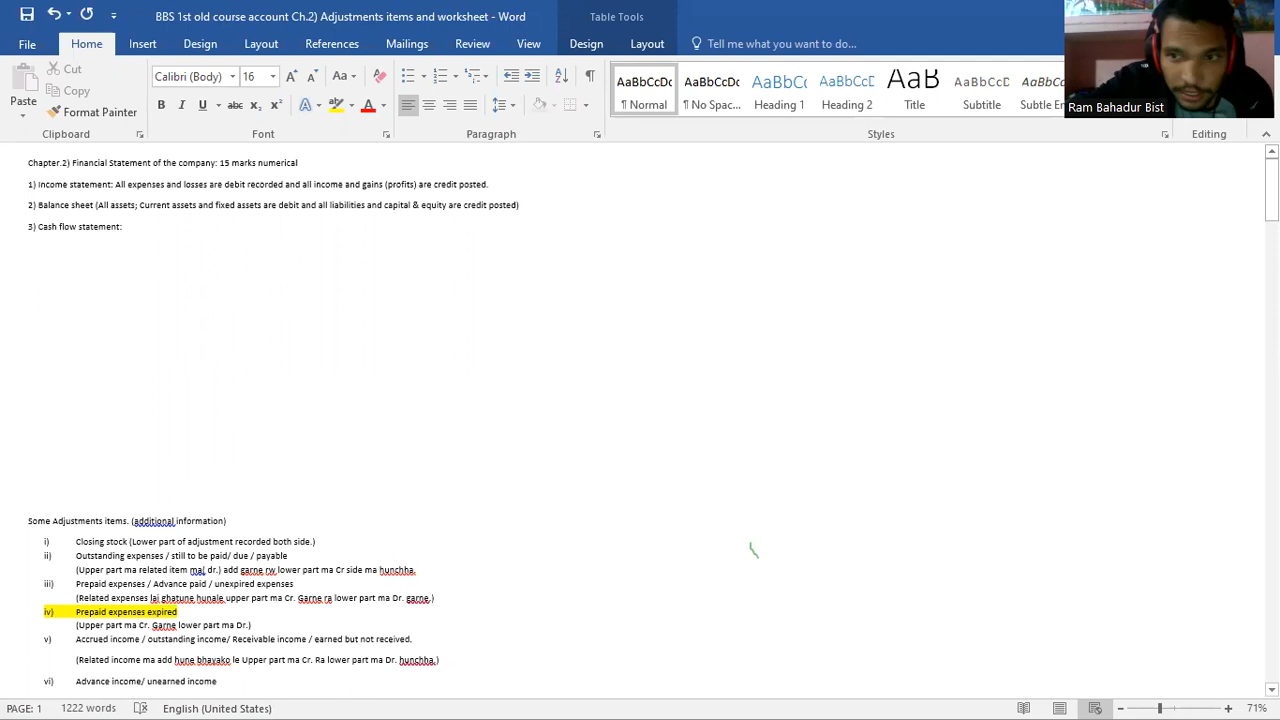 BBS 1st old course account Ch.2) Adjustments items and worksheet - Word
Table Tools
File Home Insert Design Layout References Mailings Review View Design Layout Tell me what you want to do...
Cut
Copy
Format Painter
Paste
Calibri (Body) 16
AaBbCcDc AaBbCcDc AaBbC( AaBbCcD AaB AaBbCcD AaBbCcDc
¶ Normal ¶ No Spac... Heading 1 Heading 2 Title Subtitle Subtle Em
Clipboard Font Paragraph Styles Editing
Ram Bahadur Bist
Chapter.2) Financial Statement of the company: 15 marks numerical
1) Income statement: All expenses and losses are debit recorded and all income and gains (profits) are credit posted.
2) Balance sheet (All assets; Current assets and fixed assets are debit and all liabilities and capital & equity are credit posted)
3) Cash flow statement:
Some Adjustments items. (additional information)
i) Closing stock (Lower part of adjustment recorded both side.)
ii) Outstanding expenses / still to be paid/ due / payable
(Upper part ma related item ma( dr.) add garne rw lower part ma Cr side ma hunchha.
iii) Prepaid expenses / Advance paid / unexpired expenses
(Related expenses lai ghatune hunale upper part ma Cr. Garne ra lower part ma Dr. garne.)
iv) Prepaid expenses expired
(Upper part ma Cr. Garne lower part ma Dr.)
v) Accrued income / outstanding income/ Receivable income / earned but not received.
(Related income ma add hune bhayako le Upper part ma Cr. Ra lower part ma Dr. hunchha.)
vi) Advance income/ unearned income
PAGE: 1 1222 words English (United States) 71%